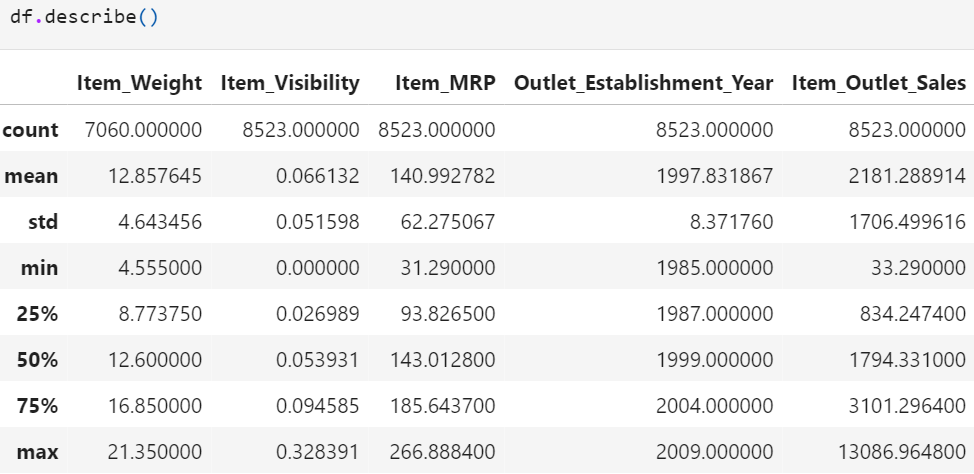 df.describe()
Item_Weight Item_Visibility Item_MRP Outlet_Establishment_Year Item_Outlet_Sales
count 7060.000000 8523.000000 8523.000000 8523.000000 8523.000000
mean 12.857645 0.066132 140.992782 1997.831867 2181.288914
std 4.643456 0.051598 62.275067 8.371760 1706.499616
min 4.555000 0.000000 31.290000 1985.000000 33.290000
25% 8.773750 0.026989 93.826500 1987.000000 834.247400
50% 12.600000 0.053931 143.012800 1999.000000 1794.331000
75% 16.850000 0.094585 185.643700 2004.000000 3101.296400
max 21.350000 0.328391 266.888400 2009.000000 13086.964800